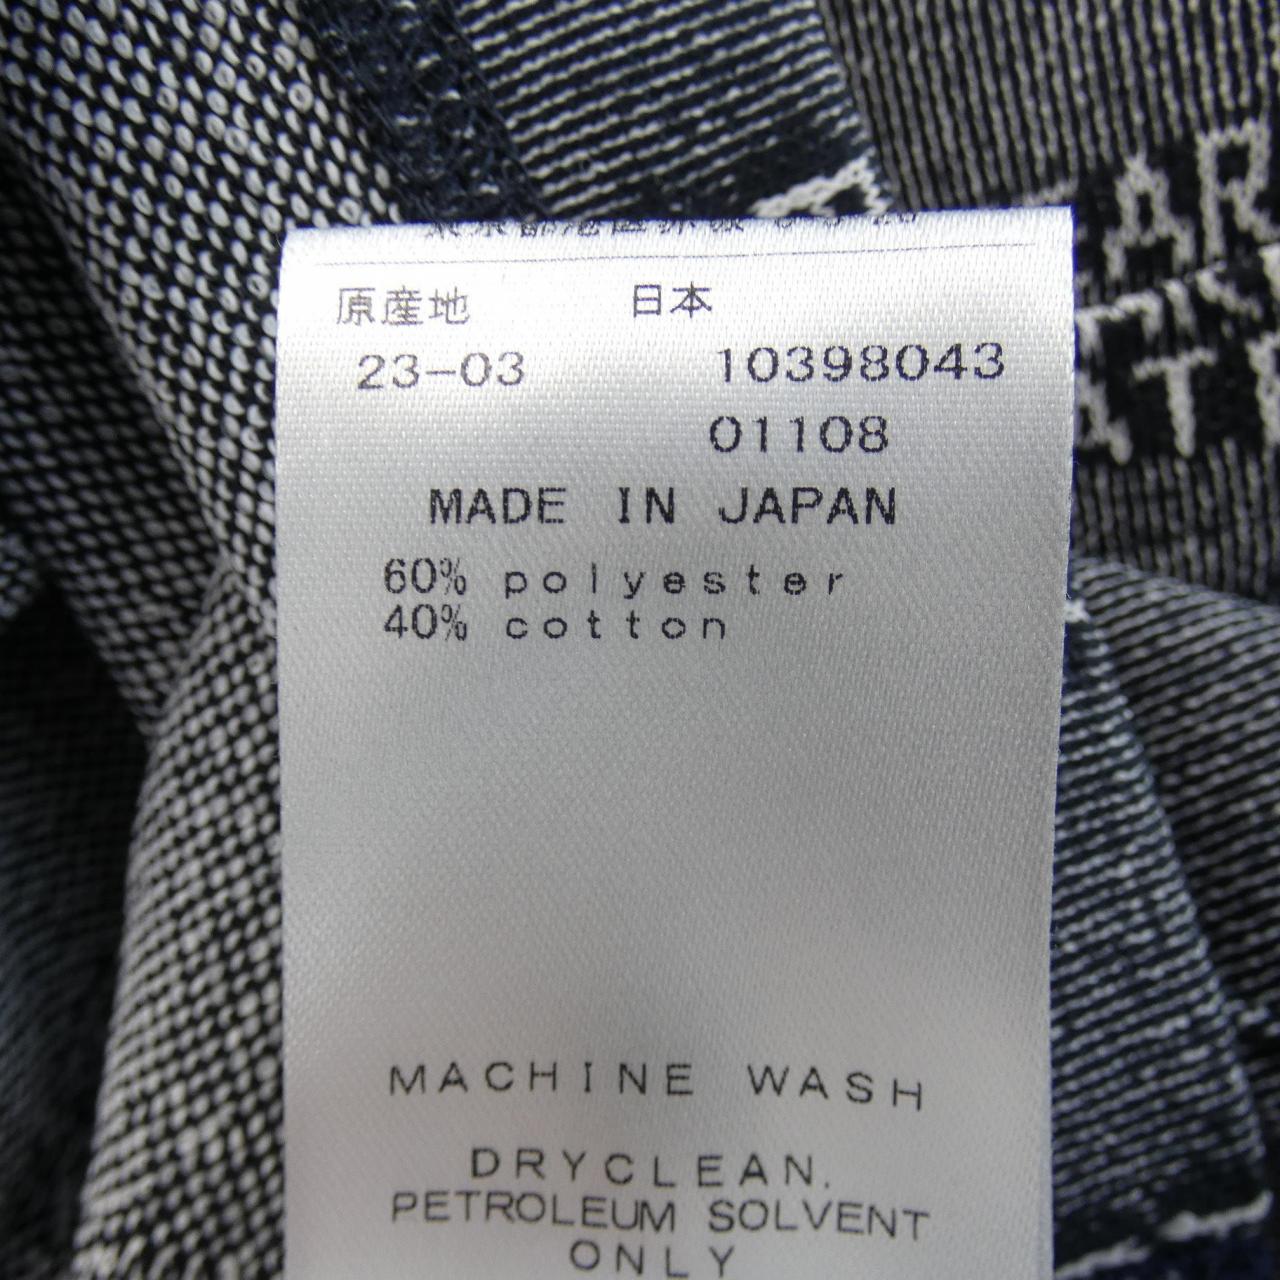 原産地 日本
23-03 10398043
01108
MADE IN JAPAN
60% polyester
40% cotton
MACHINE WASH
DRYCLEAN.
PETROLEUM SOLVENT
ONLY